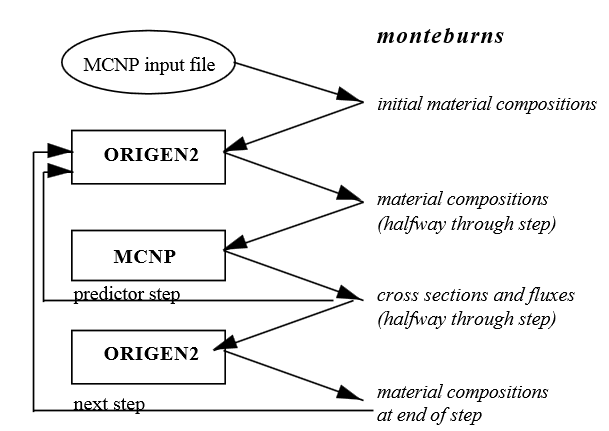 monteburns
MCNP input file
initial material compositions
ORIGEN2
material compositions
(halfway through step)
MCNP
predictor step
cross sections and fluxes
(halfway through step)
ORIGEN2
material compositions
at end of step
next step